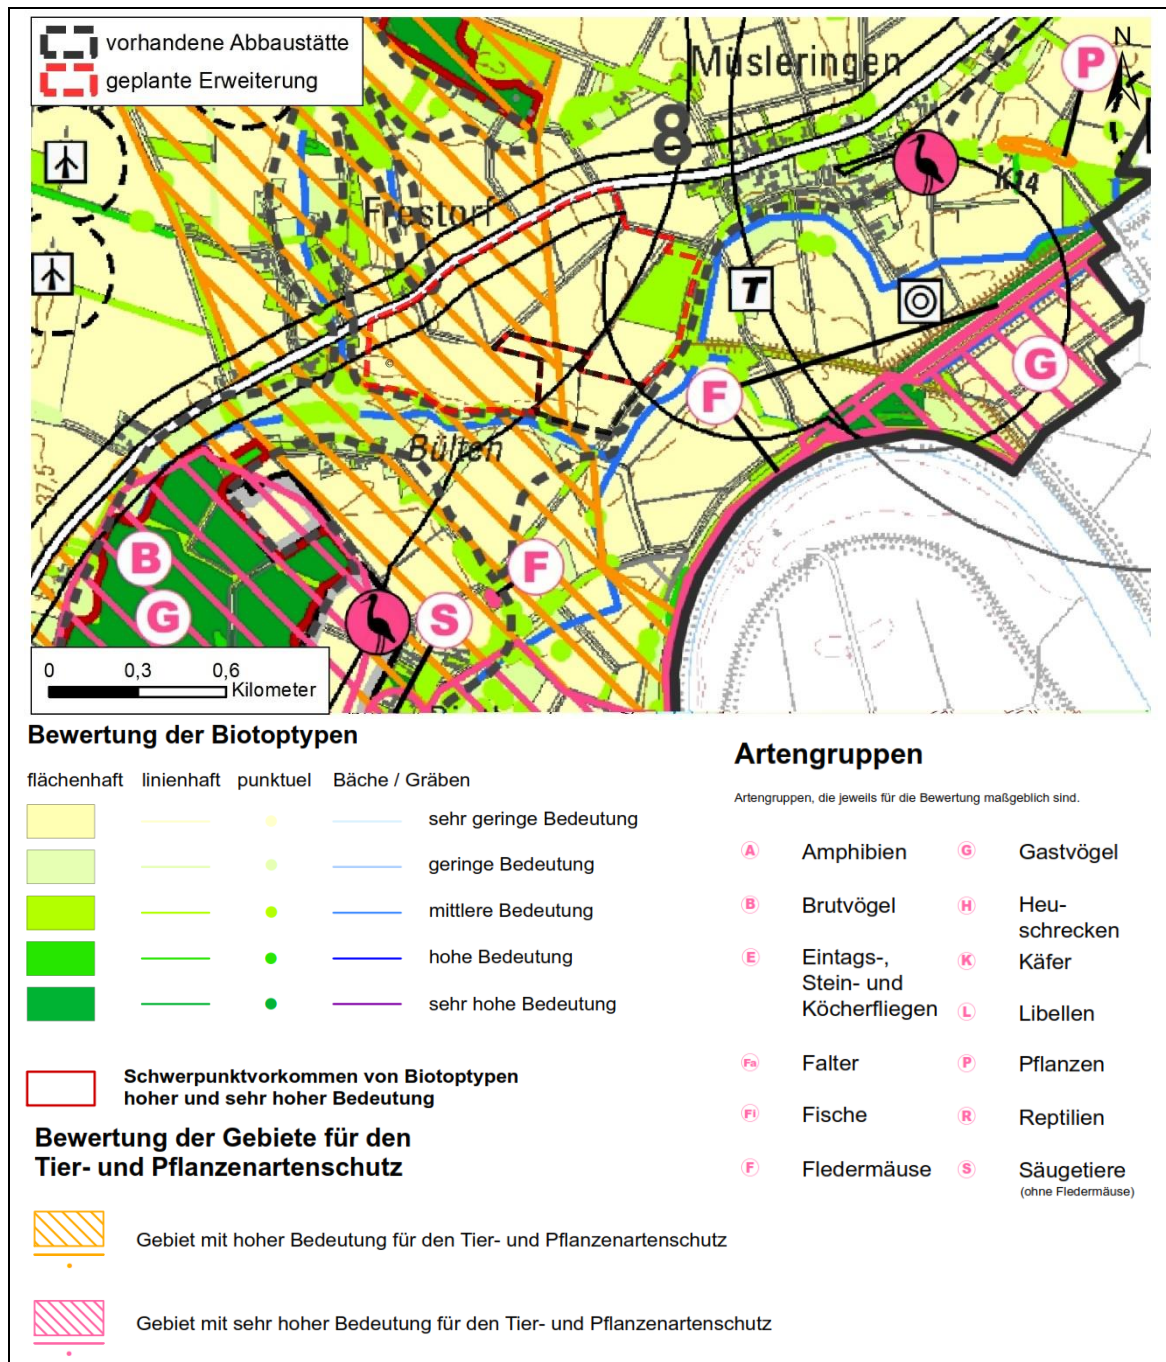 vorhandene Abbaustätte
geplante Erweiterung
Müsleringen
N
P
8
K14
Frestorf
T
G
F
Bülten
37,5
B
F
G
S
0 0,3 0,6
Kilometer
Bewertung der Biotoptypen
flächenhaft linienhaft punktuel Bäche / Gräben
sehr geringe Bedeutung
geringe Bedeutung
mittlere Bedeutung
hohe Bedeutung
sehr hohe Bedeutung
Schwerpunktvorkommen von Biotoptypen
hoher und sehr hoher Bedeutung
Bewertung der Gebiete für den
Tier- und Pflanzenartenschutz
Gebiet mit hoher Bedeutung für den Tier- und Pflanzenartenschutz
Gebiet mit sehr hoher Bedeutung für den Tier- und Pflanzenartenschutz
Artengruppen
Artengruppen, die jeweils für die Bewertung maßgeblich sind.
A Amphibien
B Brutvögel
E Eintags-,
Stein- und
Köcherfliegen
Fa Falter
Fi Fische
F Fledermäuse
G Gastvögel
H Heu-
schrecken
K Käfer
L Libellen
P Pflanzen
R Reptilien
S Säugetiere
(ohne Fledermäuse)